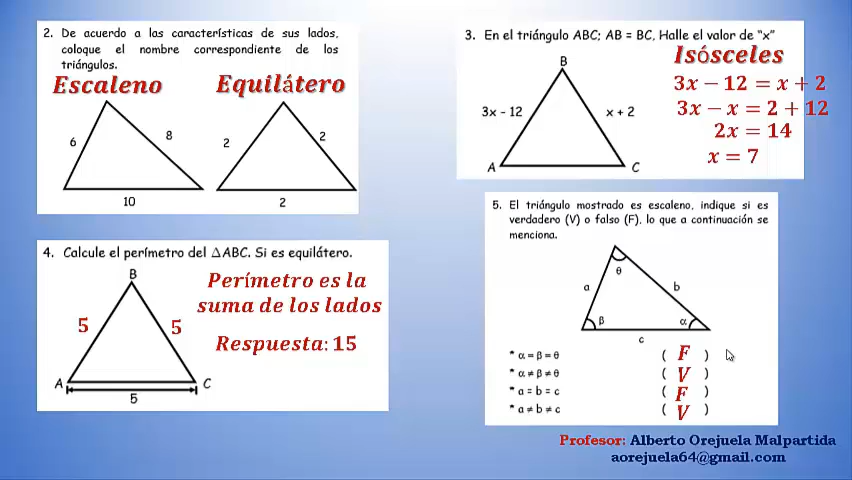 2. De acuerdo a las características de sus lados,
coloque el nombre correspondiente de los
triángulos.
Escaleno
Equilátero
6
8
10
2
2
2
3. En el triángulo ABC; AB = BC, Halle el valor de "x"
Isósceles
B
3x - 12
x + 2
A
C
3x − 12 = x + 2
3x − x = 2 + 12
2x = 14
x = 7
4. Calcule el perímetro del △ABC. Si es equilátero.
B
5
5
A
C
5
Perímetro es la
suma de los lados
Respuesta: 15
5. El triángulo mostrado es escaleno, indique si es
verdadero (V) o falso (F), lo que a continuación se
menciona.
θ
a
b
β
α
c
* α = β = θ ( F )
* α ≠ β ≠ θ ( V )
* a = b = c ( F )
* a ≠ b ≠ c ( V )
Profesor: Alberto Orejuela Malpartida
aorejuela64@gmail.com